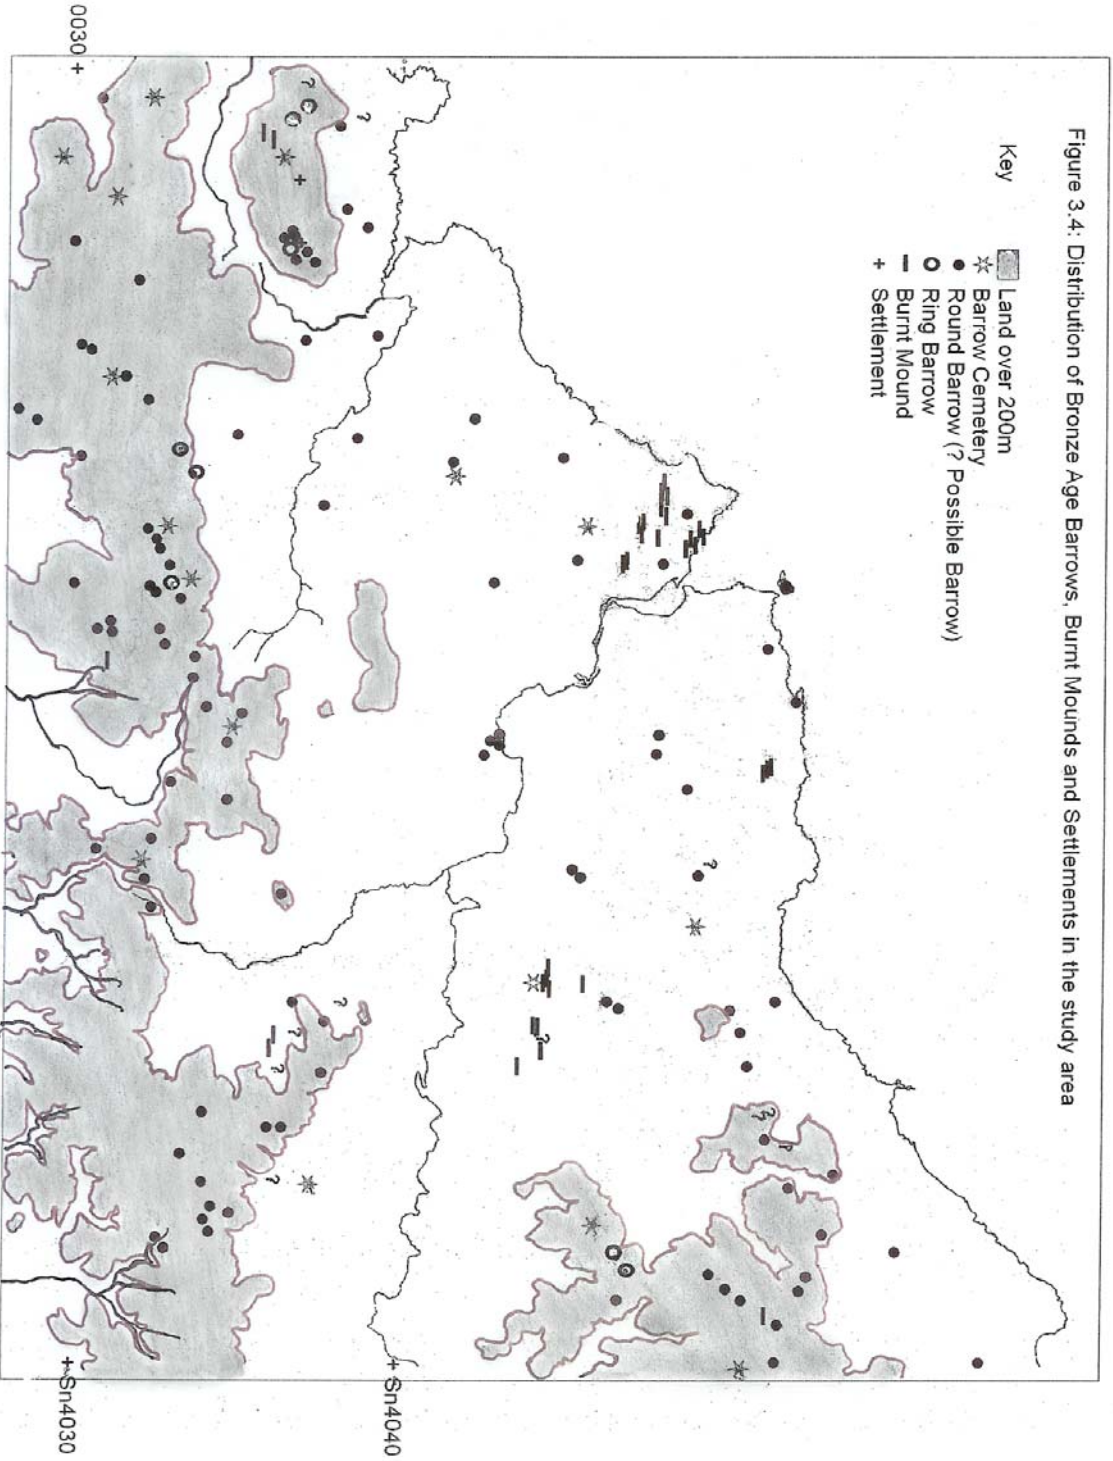 Figure 3.4: Distribution of Bronze Age Barrows, Burnt Mounds and Settlements in the study area
Key
Land over 200m
Barrow Cemetery
Round Barrow (? Possible Barrow)
Ring Barrow
Burnt Mound
+ Settlement
?
?
?
?
?
?
?
?
?
??
+ Sn4040
0030 +
+ Sn4030